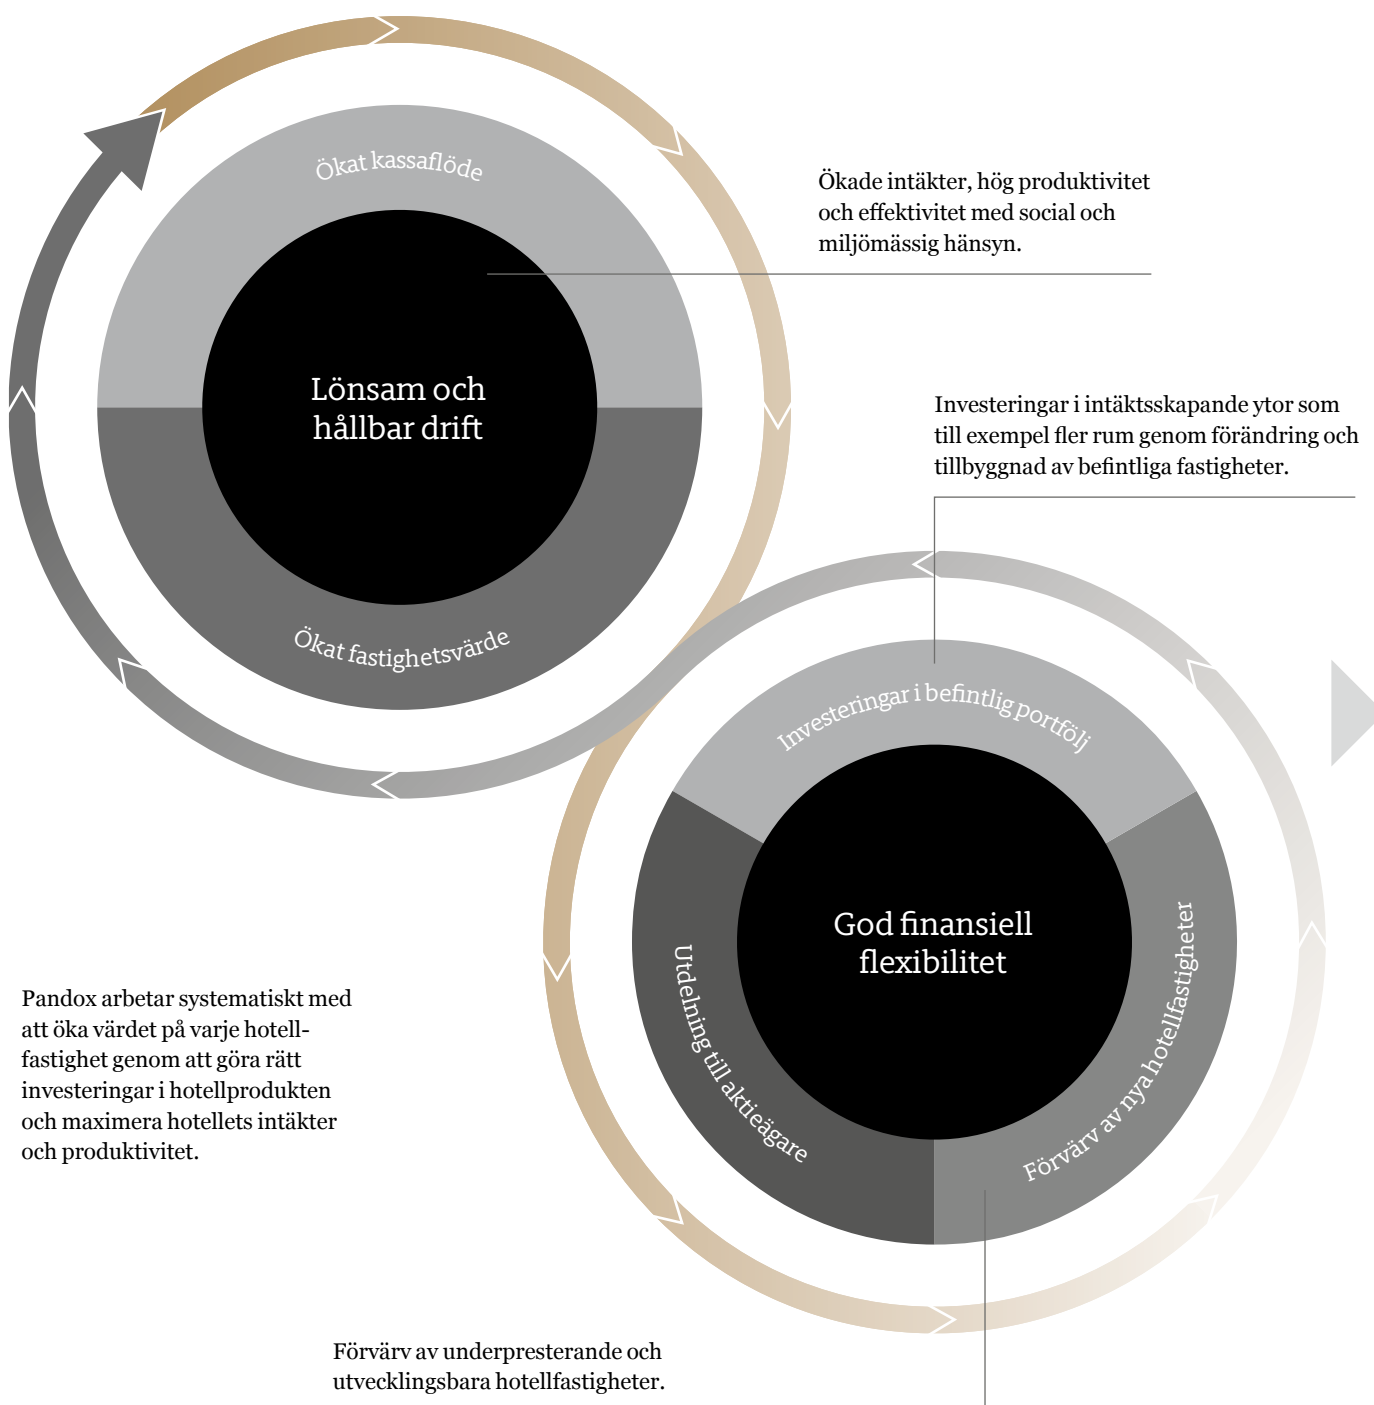 Ökat kassaflöde
Ökade intäkter, hög produktivitet
och effektivitet med social och
miljömässig hänsyn.
Lönsam och
hållbar drift
Investeringar i intäktsskapande ytor som
till exempel fler rum genom förändring och
tillbyggnad av befintliga fastigheter.
Ökat fastighetsvärde
Investeringar i befintlig portfölj
God finansiell
flexibilitet
Utdelning till aktieägare
Förvärv av nya hotellfastigheter
Pandox arbetar systematiskt med
att öka värdet på varje hotell-
fastighet genom att göra rätt
investeringar i hotellprodukten
och maximera hotellets intäkter
och produktivitet.
Förvärv av underpresterande och
utvecklingsbara hotellfastigheter.